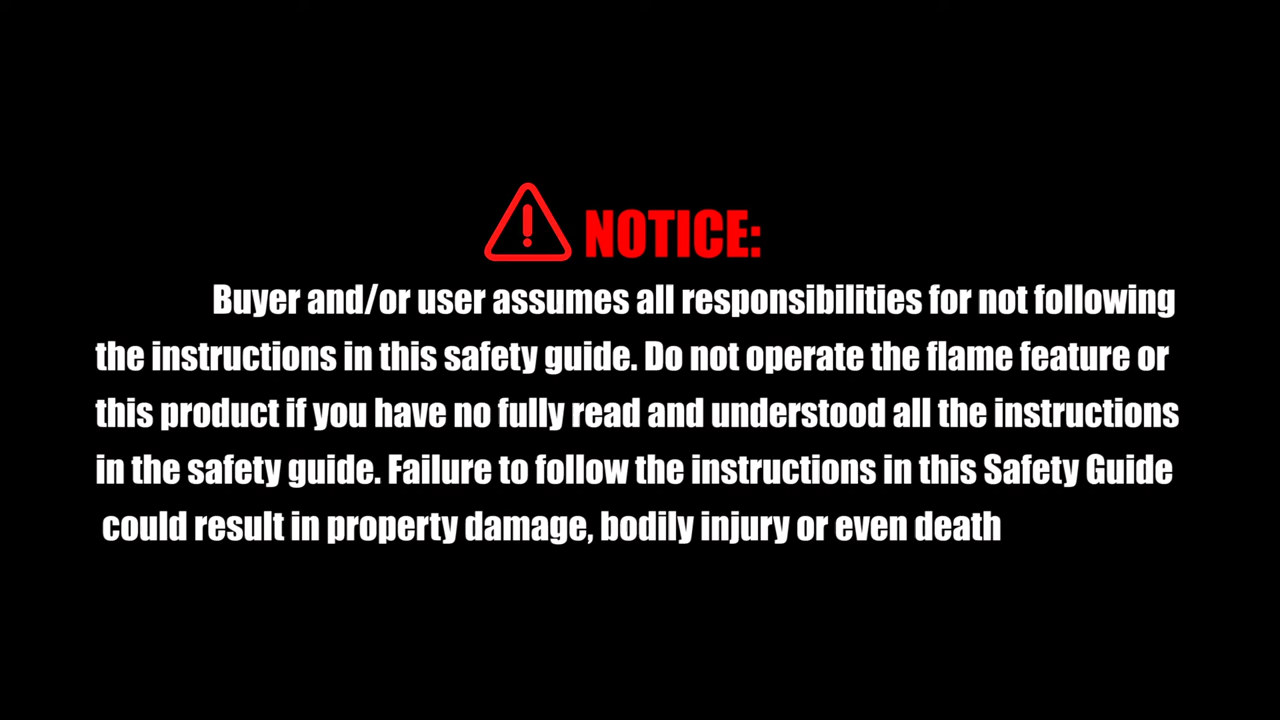 NOTICE:
Buyer and/or user assumes all responsibilities for not following
the instructions in this safety guide. Do not operate the flame feature or
this product if you have no fully read and understood all the instructions
in the safety guide. Failure to follow the instructions in this Safety Guide
could result in property damage, bodily injury or even death